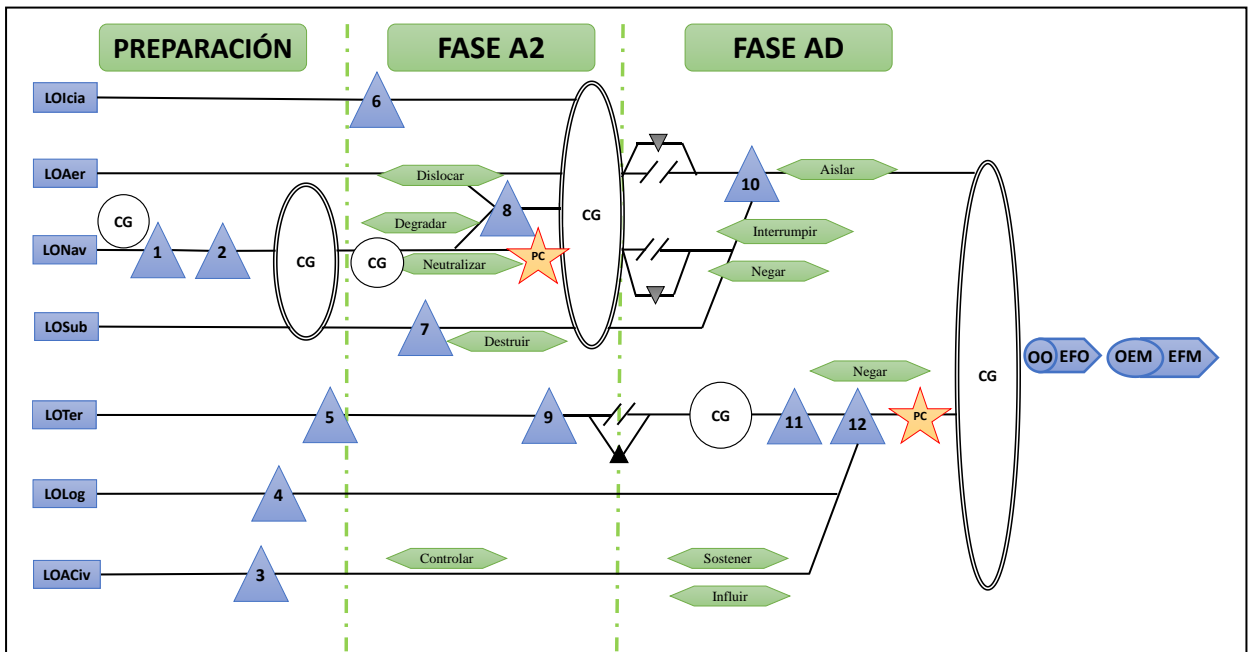 PREPARACIÓN
FASE A2
FASE AD
LOIcia
6
LOAer
Dislocar
10
Aislar
CG
8
Degradar
CG
Interrumpir
LONav
1
2
CG
CG
Neutralizar
PC
Negar
LOSub
7
Destruir
OO
EFO
OEM
EFM
Negar
CG
LOTer
5
9
CG
11
12
PC
LOLog
4
LOACiv
3
Controlar
Sostener
Influir